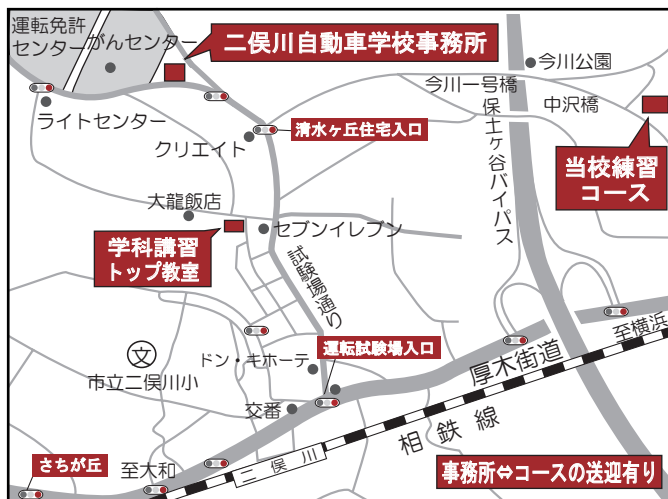 運転免許
センター
がんセンター
二俣川自動車学校事務所
今川公園
今川一号橋
中沢橋
保土ヶ谷バイパス
当校練習
コース
ライトセンター
清水ヶ丘住宅入口
クリエイト
大龍飯店
セブンイレブン
学科講習
トップ教室
試験場通り
文
市立二俣川小
ドン・キホーテ
運転試験場入口
至横浜
厚木街道
交番
相鉄線
二俣川
さちが丘
至大和
事務所⇔コースの送迎有り